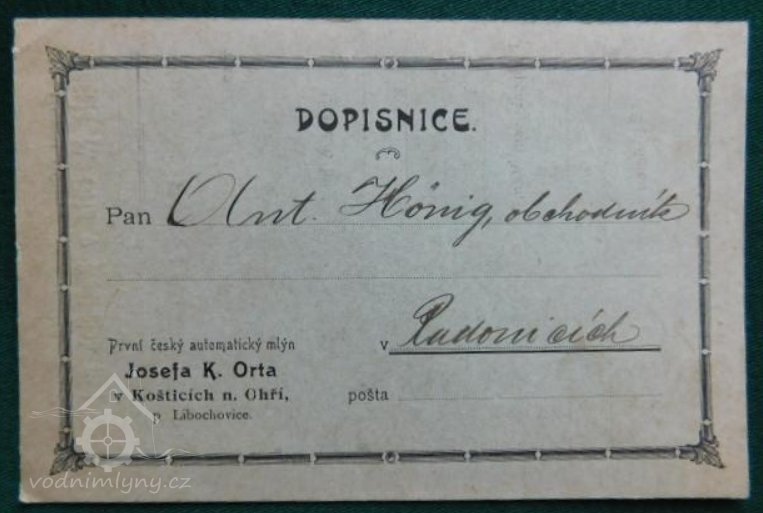 DOPISNICE.
Pan Ant. Hönig, obchodník
v Radonicích
První český automatický mlýn
Josefa K. Orta
v Košticích n. Ohří,
p. Libochovice.
pošta
vodnimlyny.cz